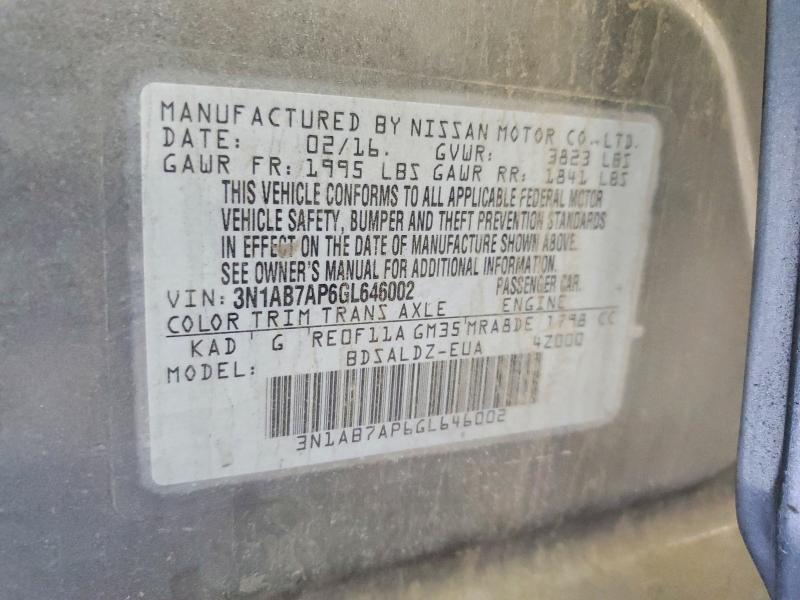 MANUFACTURED BY NISSAN MOTOR CO., LTD.
DATE: 02/16. GVWR: 3823 LBS
GAWR FR: 1995 LBS GAWR RR: 1841 LBS
THIS VEHICLE CONFORMS TO ALL APPLICABLE FEDERAL MOTOR
VEHICLE SAFETY, BUMPER AND THEFT PREVENTION STANDARDS
IN EFFECT ON THE DATE OF MANUFACTURE SHOWN ABOVE.
SEE OWNER'S MANUAL FOR ADDITIONAL INFORMATION.
VIN: 3N1AB7AP6GL646002 PASSENGER CAR.
COLOR TRIM TRANS AXLE ENGINE
KAD G RE0F11A GM35 MRA8DE 1798 CC
MODEL: BDSALDZ-EUA 4Z000
3N1AB7AP6GL646002